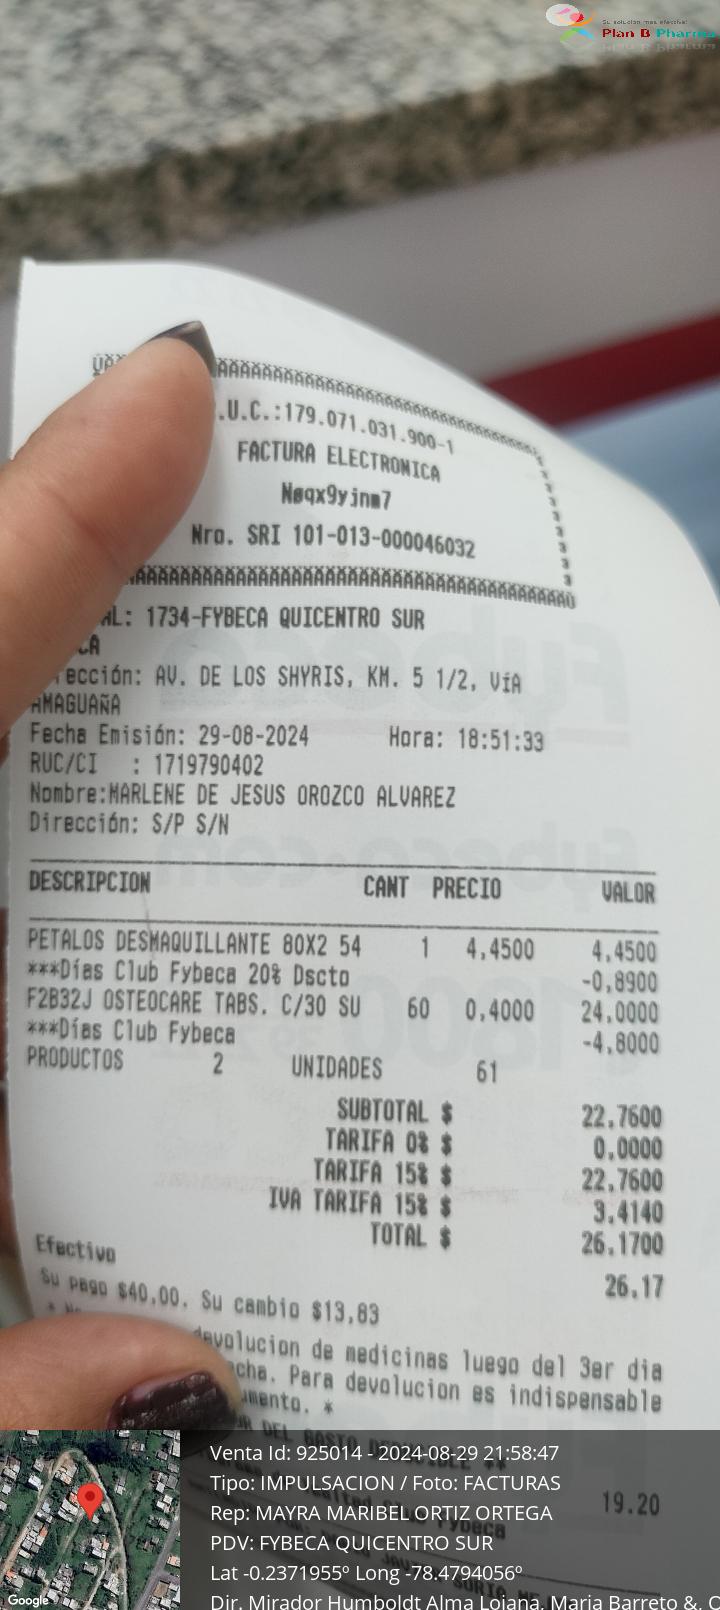 Su solución más efectiva!
Plan B Pharma
.U.C.:179.071.031.900-1
FACTURA ELECTRONICA
Nøqx9yjnm7
Nro. SRI 101-013-000046032
AL: 1734-FYBECA QUICENTRO SUR
CA
rección: AV. DE LOS SHYRIS, KM. 5 1/2, VíA
AMAGUAÑA
Fecha Emisión: 29-08-2024 Hora: 18:51:33
RUC/CI : 1719790402
Nombre:MARLENE DE JESUS OROZCO ALVAREZ
Dirección: S/P S/N
DESCRIPCION CANT PRECIO VALOR
PETALOS DESMAQUILLANTE 80X2 54 1 4,4500 4,4500
***Días Club Fybeca 20% Dscto -0,8900
F2B32J OSTEOCARE TABS. C/30 SU 60 0,4000 24,0000
***Días Club Fybeca -4,8000
PRODUCTOS 2 UNIDADES 61
SUBTOTAL $ 22,7600
TARIFA 0% $ 0,0000
TARIFA 15% $ 22,7600
IVA TARIFA 15% $ 3,4140
TOTAL $ 26,1700
Efectivo 26.17
Su pago $40,00. Su cambio $13,83
devolucion de medicinas luego del 3er dia
cha. Para devolucion es indispensable
umento. *
19.20
Venta Id: 925014 - 2024-08-29 21:58:47
Tipo: IMPULSACION / Foto: FACTURAS
Rep: MAYRA MARIBEL ORTIZ ORTEGA
PDV: FYBECA QUICENTRO SUR
Lat -0.2371955º Long -78.4794056º
Dir. Mirador Humboldt Alma Lojana, Maria Barreto &, C
Google